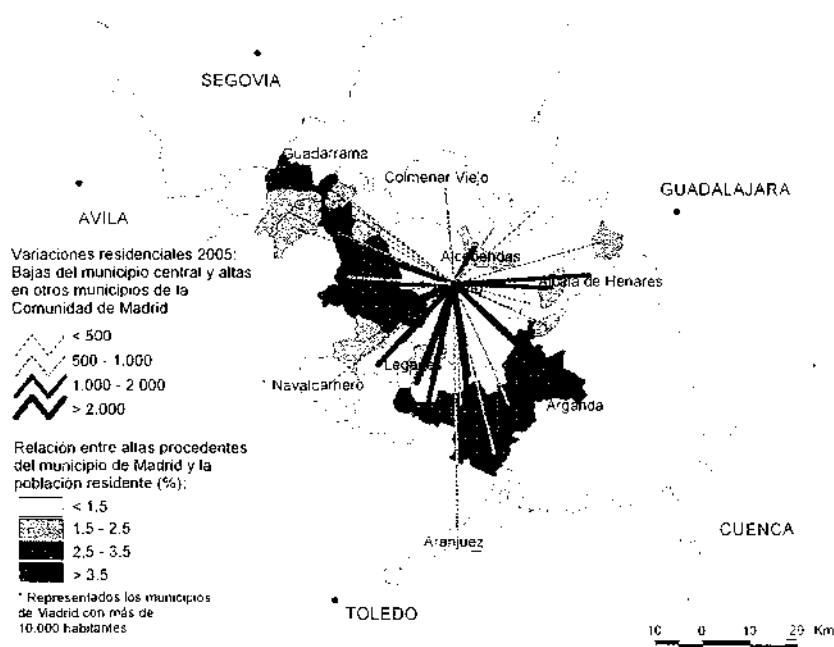 SEGOVIA
Guadarrama
Colmenar Viejo
GUADALAJARA
AVILA
Alcobendas
Alcala de Henares
Variaciones residenciales 2005:
Bajas del municipio central y altas
en otros municipios de la
Comunidad de Madrid
< 500
500 - 1.000
1.000 - 2 000
> 2.000
Leganés
Navalcarnero
Arganda
Relación entre altas procedentes
del municipio de Madrid y la
población residente (%):
< 1.5
1.5 - 2.5
2.5 - 3.5
> 3.5
CUENCA
Aranjuez
* Representados los municipios
de Madrid con más de
10.000 habitantes
TOLEDO
10 0 10 20 Km